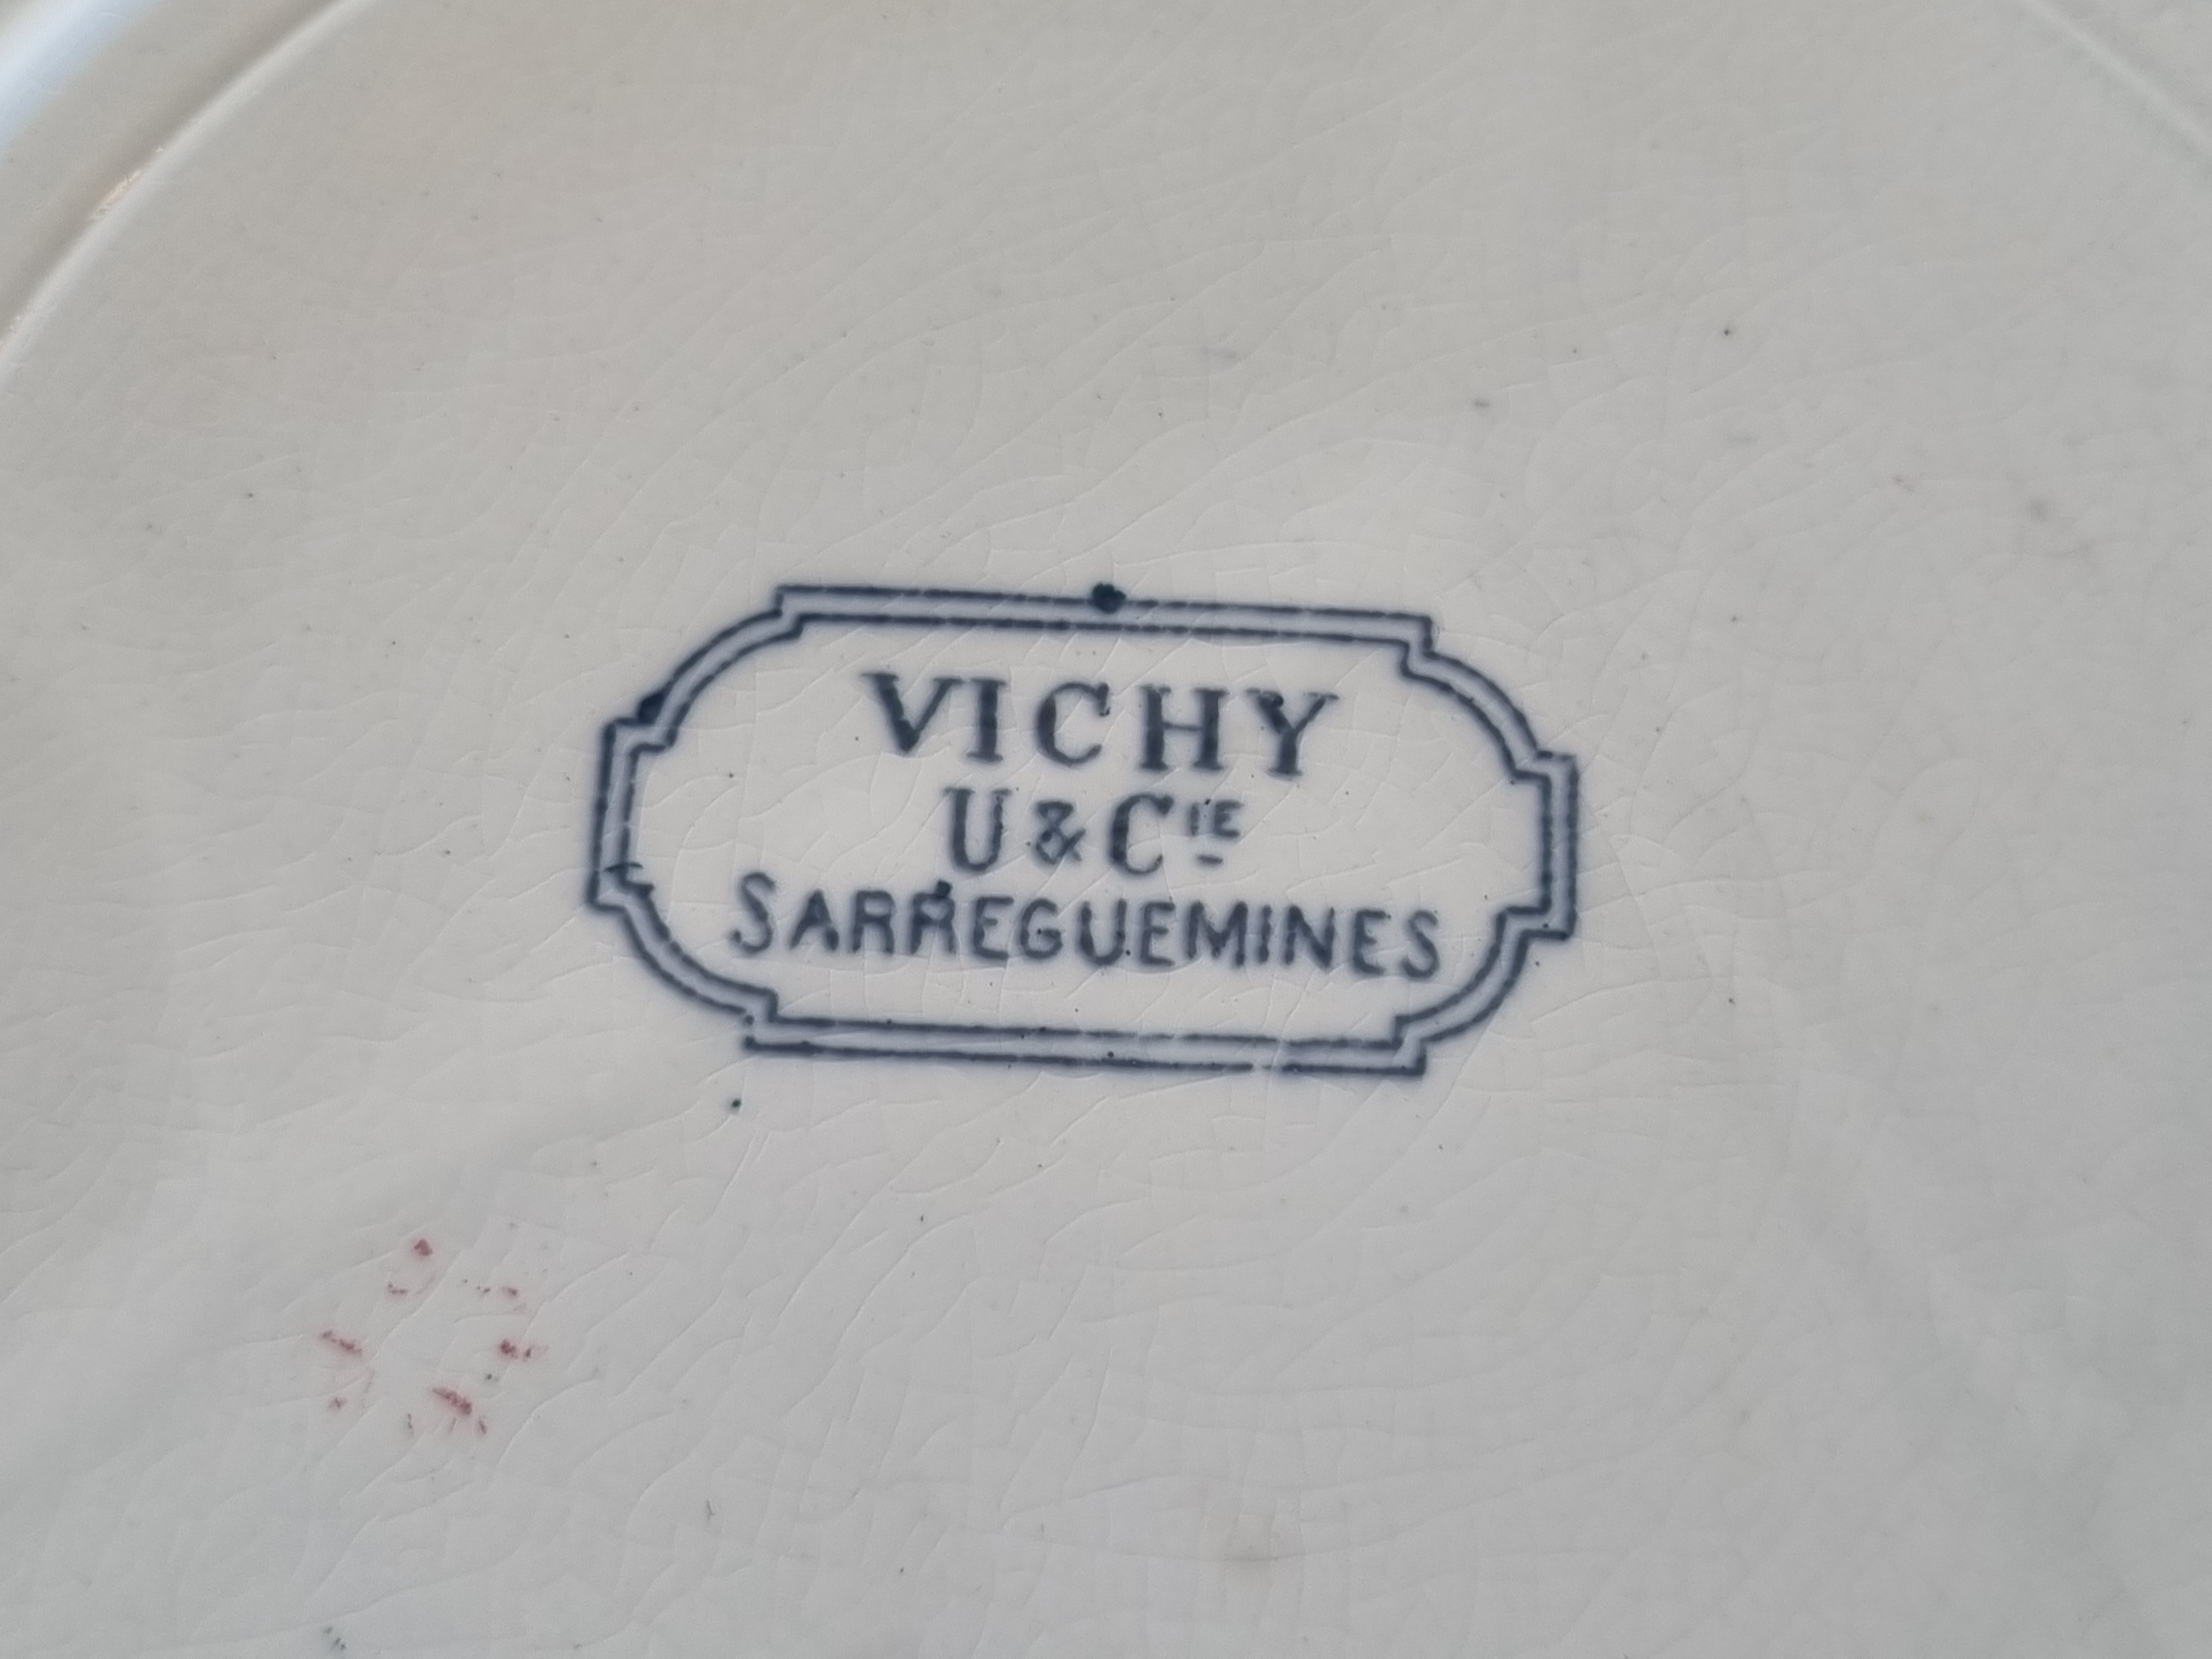 VICHY
U & CIE
SARREGUEMINES